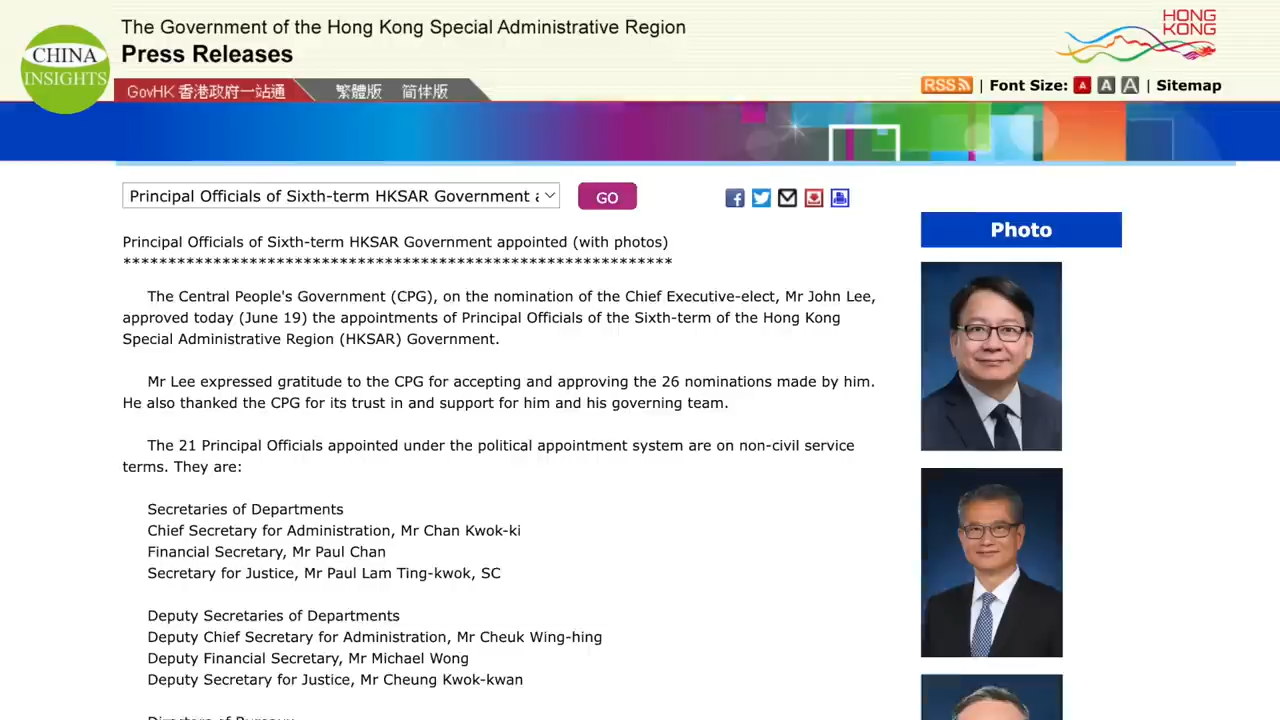 The Government of the Hong Kong Special Administrative Region
Press Releases
HONG
KONG
CHINA
INSIGHTS
GovHK 香港政府一站通
繁體版
简体版
RSS | Font Size: A A A | Sitemap
Principal Officials of Sixth-term HKSAR Government
GO
Photo
Principal Officials of Sixth-term HKSAR Government appointed (with photos)
*************************************************************
The Central People's Government (CPG), on the nomination of the Chief Executive-elect, Mr John Lee,
approved today (June 19) the appointments of Principal Officials of the Sixth-term of the Hong Kong
Special Administrative Region (HKSAR) Government.
Mr Lee expressed gratitude to the CPG for accepting and approving the 26 nominations made by him.
He also thanked the CPG for its trust in and support for him and his governing team.
The 21 Principal Officials appointed under the political appointment system are on non-civil service
terms. They are:
Secretaries of Departments
Chief Secretary for Administration, Mr Chan Kwok-ki
Financial Secretary, Mr Paul Chan
Secretary for Justice, Mr Paul Lam Ting-kwok, SC
Deputy Secretaries of Departments
Deputy Chief Secretary for Administration, Mr Cheuk Wing-hing
Deputy Financial Secretary, Mr Michael Wong
Deputy Secretary for Justice, Mr Cheung Kwok-kwan